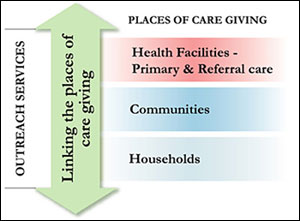 PLACES OF CARE GIVING
OUTREACH SERVICES
Linking the places of
care giving
Health Facilities -
Primary & Referral care
Communities
Households